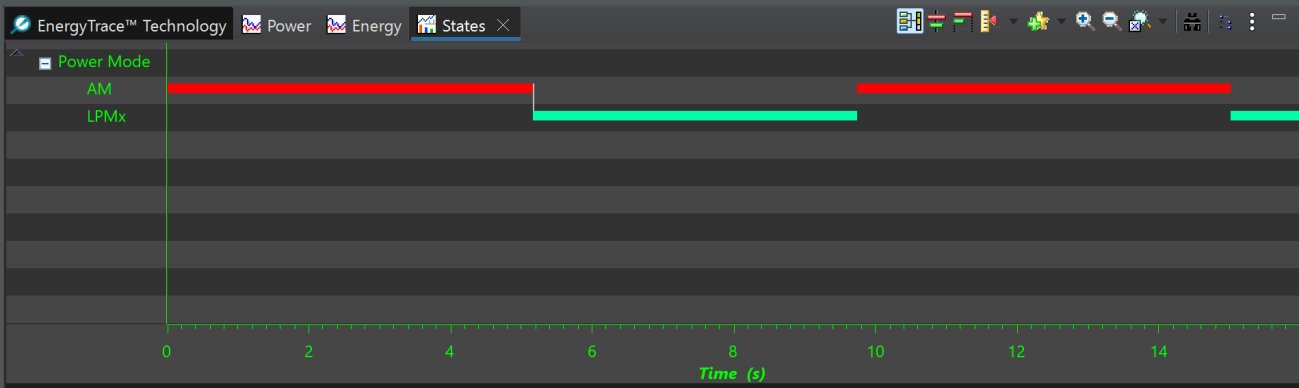 EnergyTrace™ Technology Power Energy States
Power Mode
AM
LPMx
0 2 4 6 8 10 12 14
Time (s)